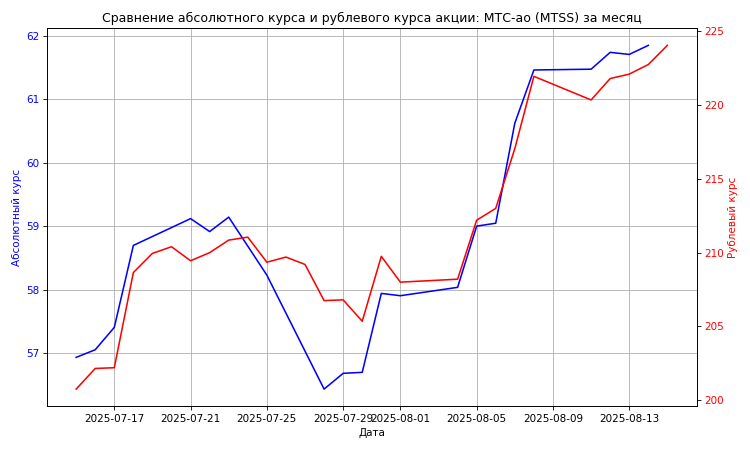 Сравнение абсолютного курса и рублевого курса акции: МТС-ао (MTSS) за месяц
62
61
60
59
58
57
Абсолютный курс
225
220
215
210
205
200
Рублевый курс
2025-07-17 2025-07-21 2025-07-25 2025-07-29 2025-08-01 2025-08-05 2025-08-09 2025-08-13
Дата